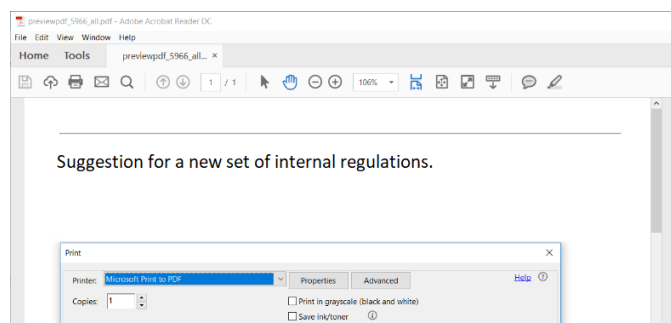 previewpdf_5966_all.pdf - Adobe Acrobat Reader DC
File Edit View Window Help
Home Tools previewpdf_5966_all... ×
1 / 1 106%
Suggestion for a new set of internal regulations.
Print
Printer: Microsoft Print to PDF Properties Advanced Help
Copies: 1 Print in grayscale (black and white)
Save ink/toner